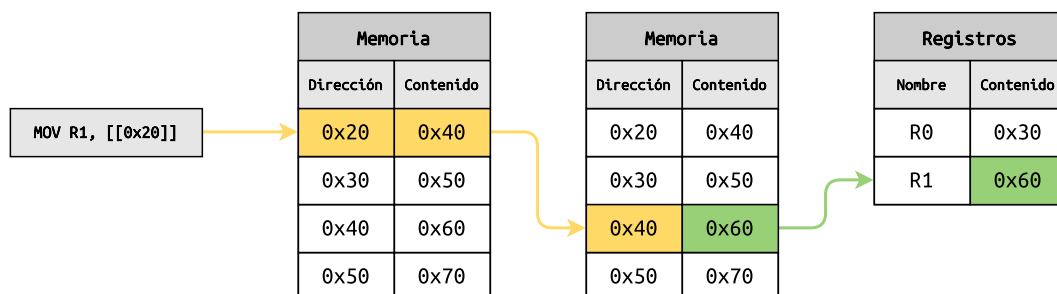 Memoria
Memoria
Registros
Dirección Contenido
Dirección Contenido
Nombre Contenido
MOV R1, [[0x20]]
0x20 0x40
0x20 0x40
R0 0x30
0x30 0x50
0x30 0x50
R1 0x60
0x40 0x60
0x40 0x60
0x50 0x70
0x50 0x70